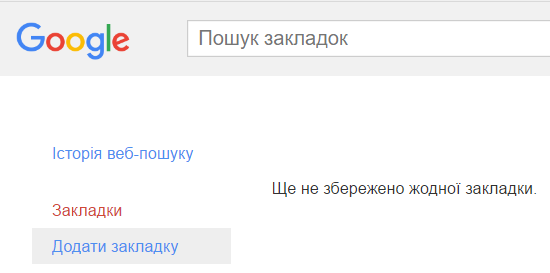 Google
Пошук закладок
Історія веб-пошуку
Ще не збережено жодної закладки.
Закладки
Додати закладку